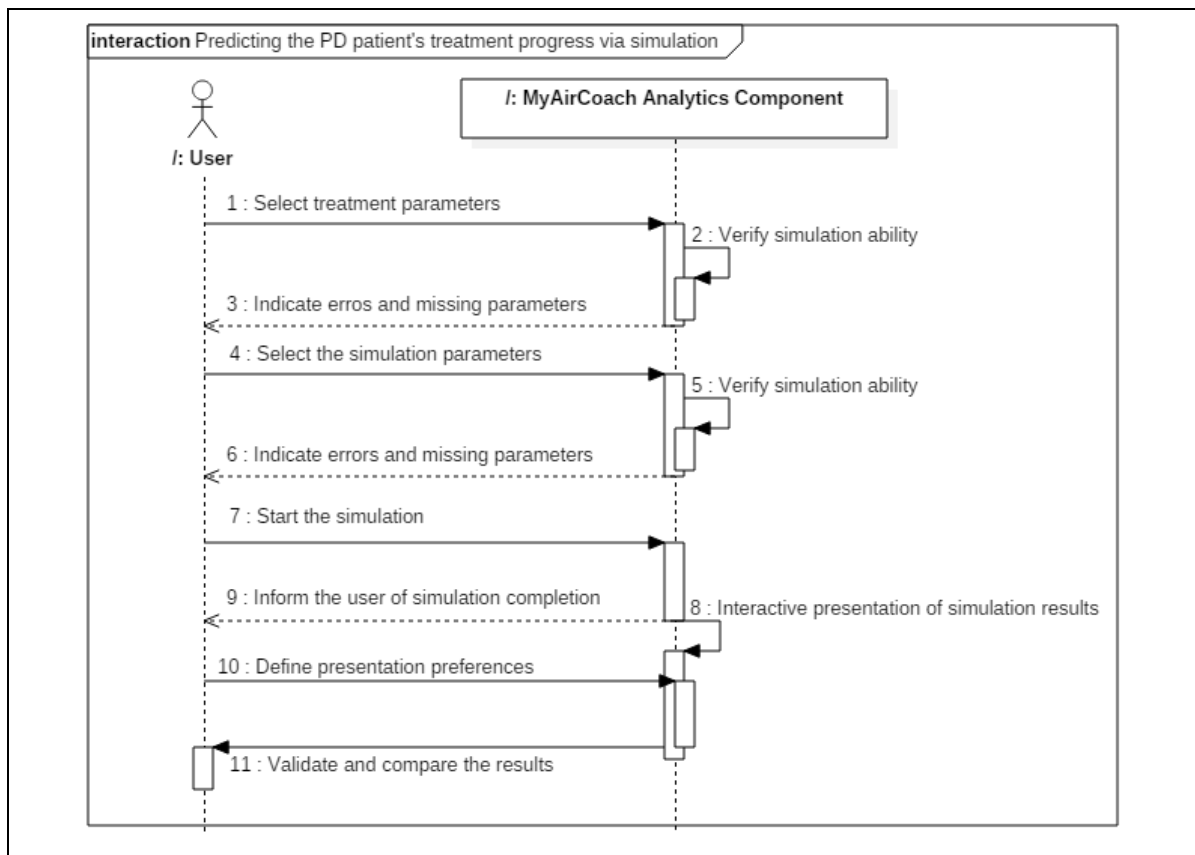 interaction Predicting the PD patient's treatment progress via simulation
/: MyAirCoach Analytics Component
/: User
1 : Select treatment parameters
2 : Verify simulation ability
3 : Indicate erros and missing parameters
4 : Select the simulation parameters
5 : Verify simulation ability
6 : Indicate errors and missing parameters
7 : Start the simulation
9 : Inform the user of simulation completion
8 : Interactive presentation of simulation results
10 : Define presentation preferences
11 : Validate and compare the results